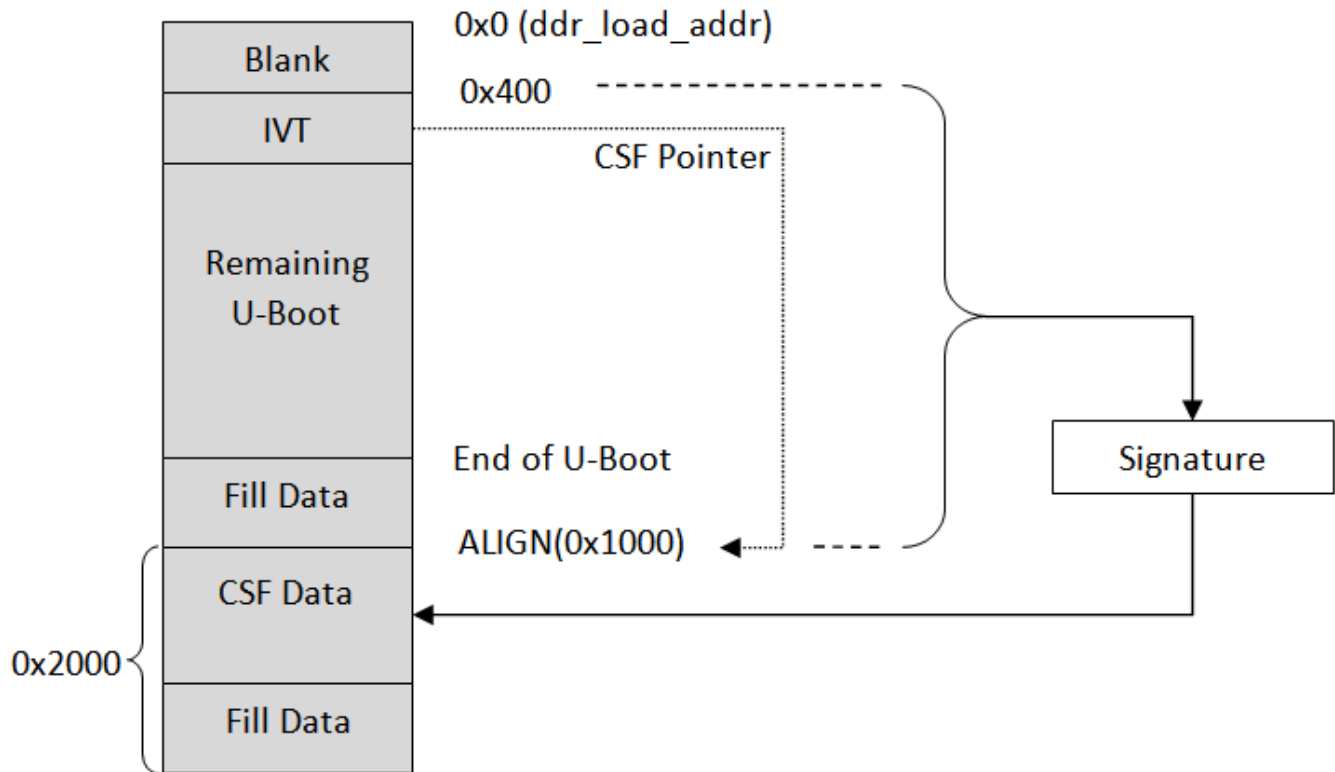 0x0 (ddr_load_addr)
Blank
0x400
IVT
CSF Pointer
Remaining
U-Boot
End of U-Boot
Signature
Fill Data
ALIGN(0x1000)
CSF Data
0x2000
Fill Data